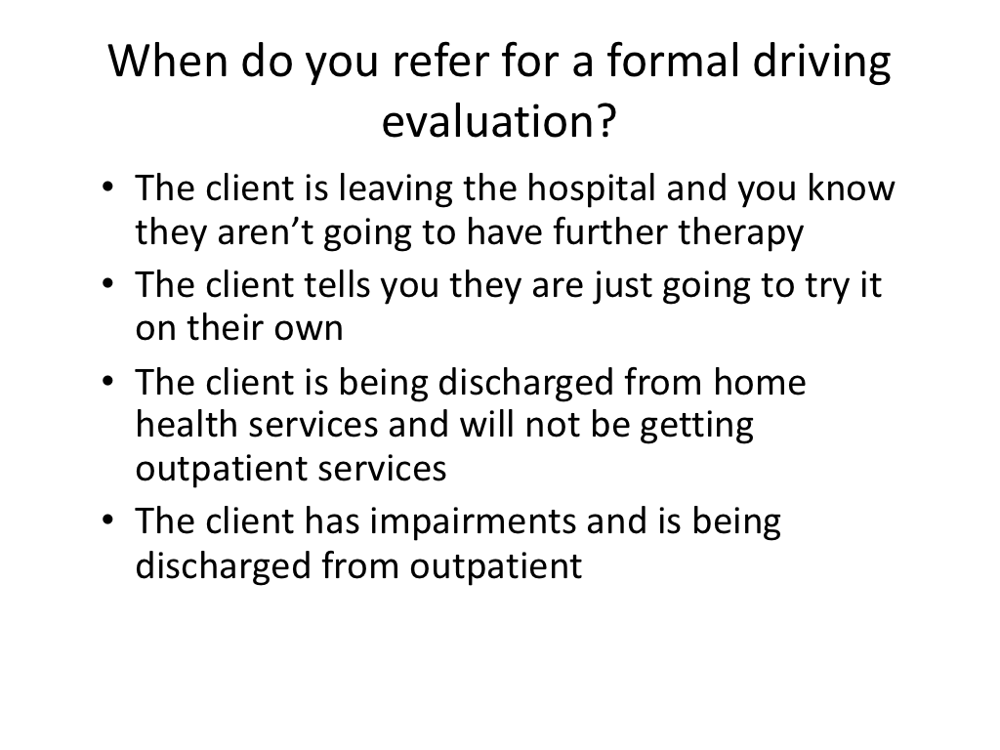 When do you refer for a formal driving
evaluation?
• The client is leaving the hospital and you know
they aren’t going to have further therapy
• The client tells you they are just going to try it
on their own
• The client is being discharged from home
health services and will not be getting
outpatient services
• The client has impairments and is being
discharged from outpatient